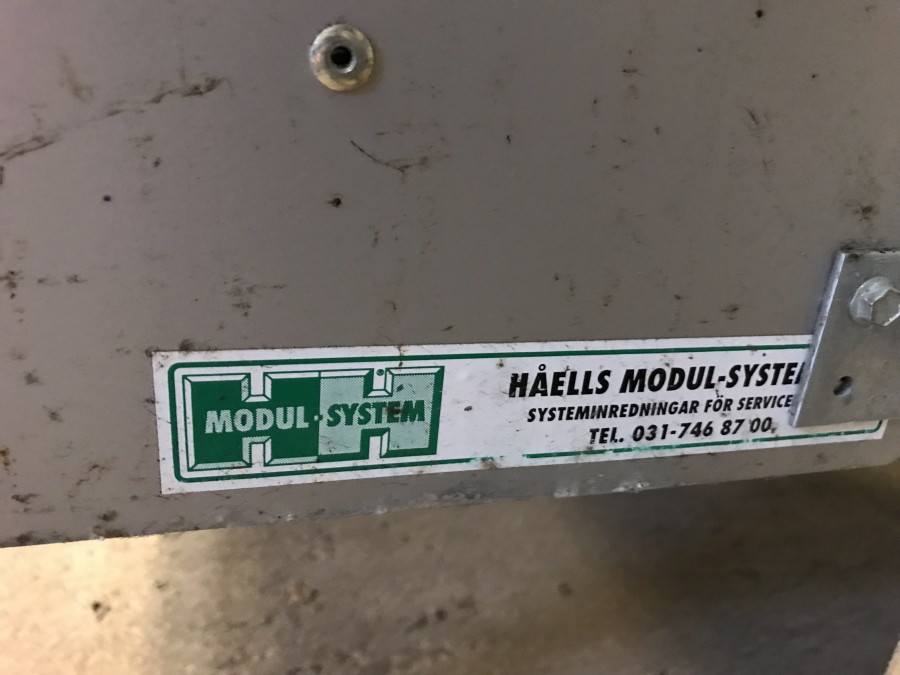 MODUL-SYSTEM
®
HÅELLS MODUL-SYSTE
SYSTEMINREDNINGAR FÖR SERVICE
TEL. 031-746 87 00